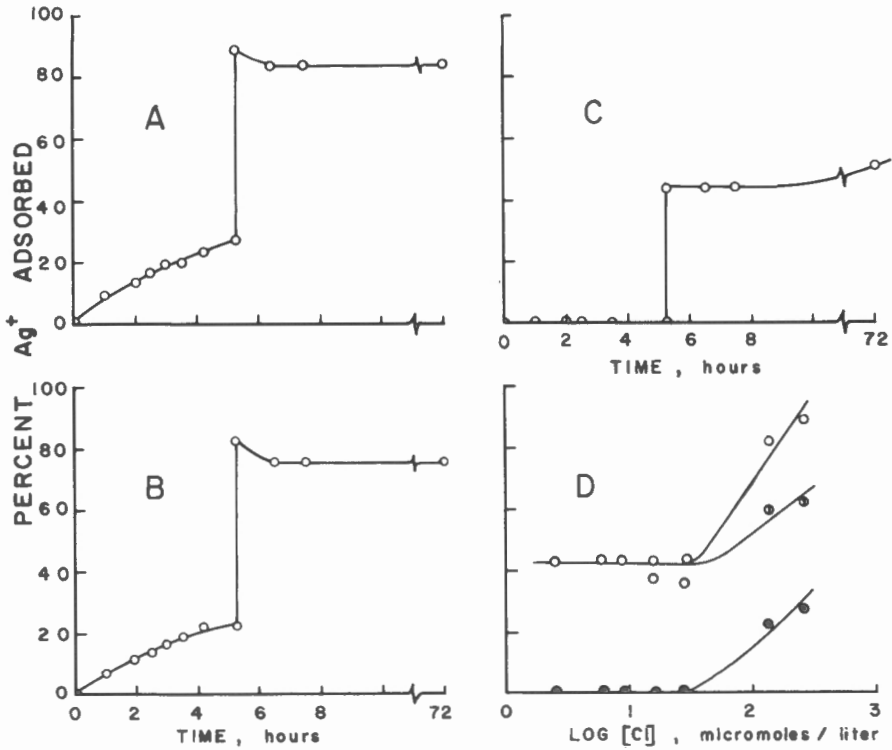 PERCENT Ag+ ADSORBED
100
80
60
40
20
0
A
C
0 2 4 6 8 72
TIME , hours
100
80
60
40
20
0
B
D
0 2 4 6 8 72
TIME , hours
0 1 2 3
LOG [Cl] , micromoles / liter